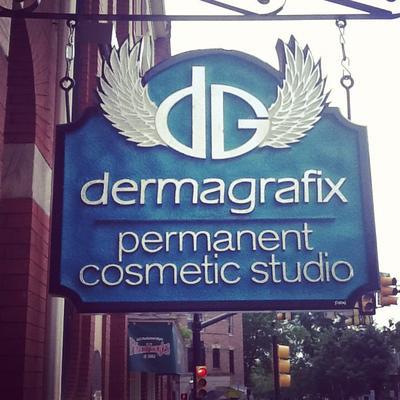 dG
dermagrafix
permanent
cosmetic studio